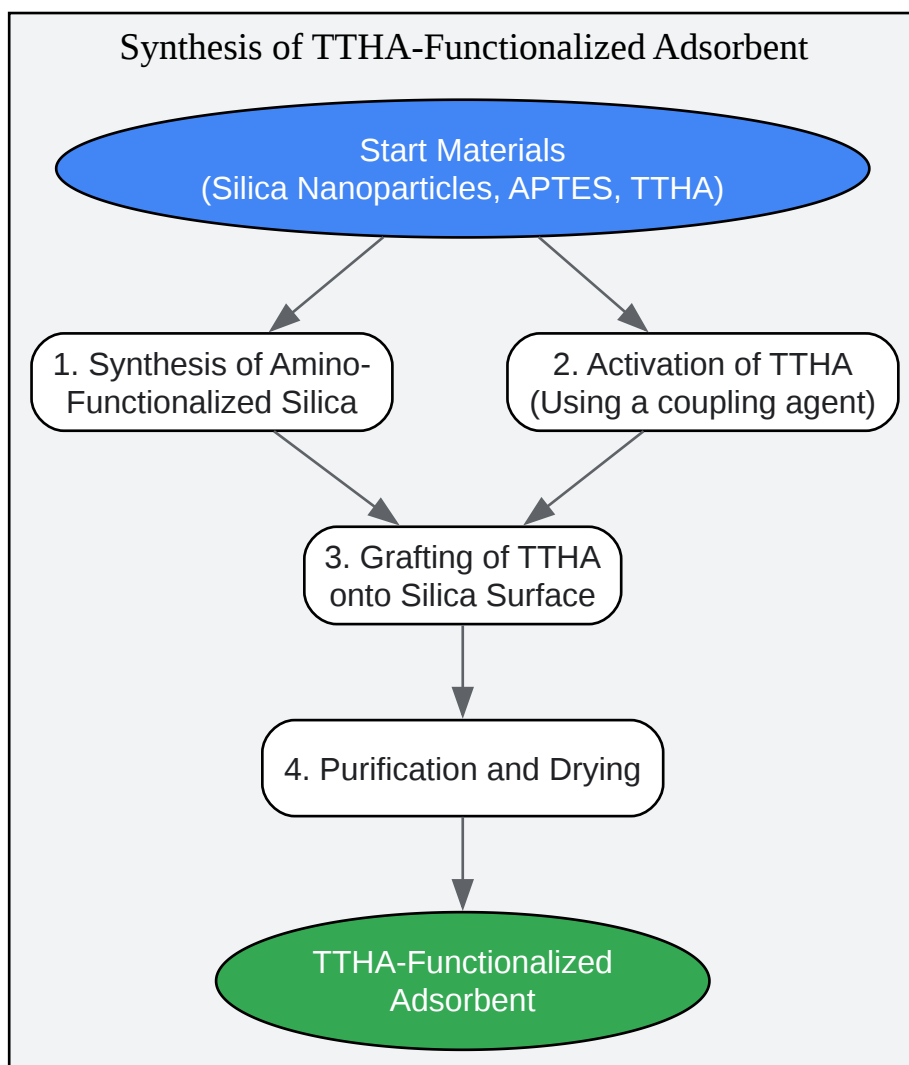 Synthesis of TTHA-Functionalized Adsorbent
Start Materials
(Silica Nanoparticles, APTES, TTHA)
1. Synthesis of Amino-
Functionalized Silica
2. Activation of TTHA
(Using a coupling agent)
3. Grafting of TTHA
onto Silica Surface
4. Purification and Drying
TTHA-Functionalized
Adsorbent